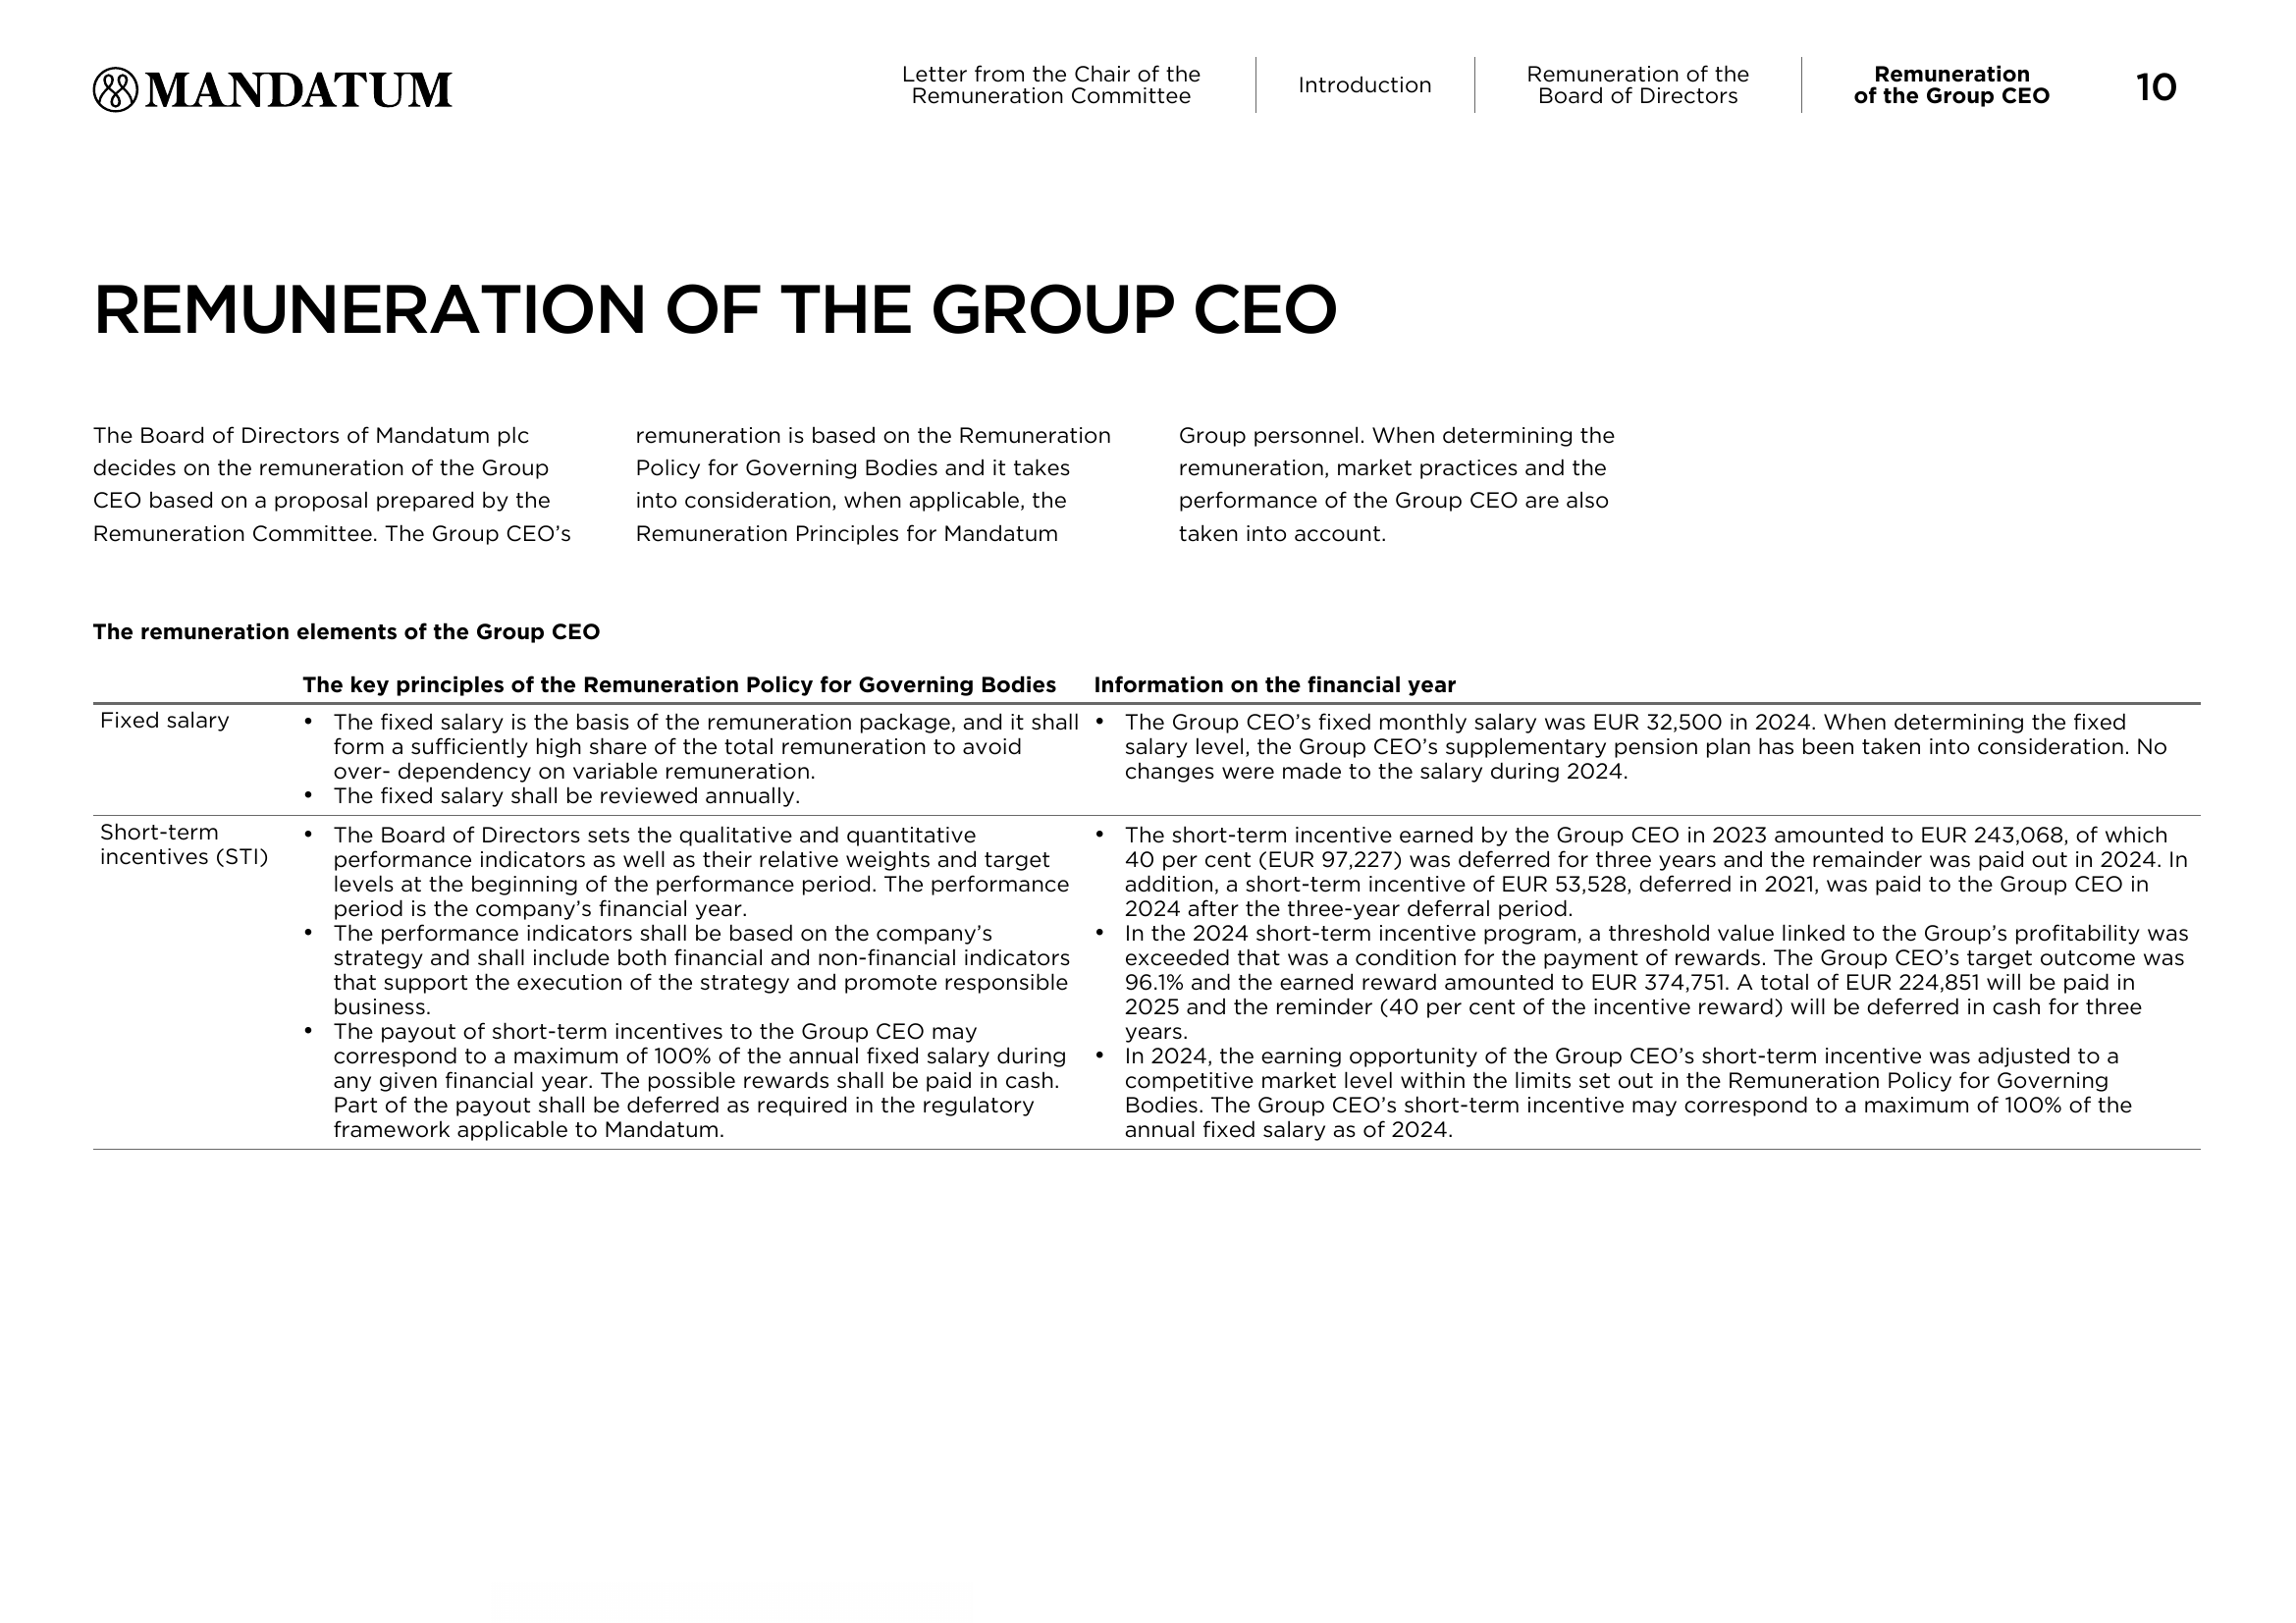 MANDATUM
Letter from the Chair of the
Remuneration Committee
Introduction
Remuneration of the
Board of Directors
Remuneration
of the Group CEO
10
REMUNERATION OF THE GROUP CEO
The Board of Directors of Mandatum plc
decides on the remuneration of the Group
CEO based on a proposal prepared by the
Remuneration Committee. The Group CEO’s
remuneration is based on the Remuneration
Policy for Governing Bodies and it takes
into consideration, when applicable, the
Remuneration Principles for Mandatum
Group personnel. When determining the
remuneration, market practices and the
performance of the Group CEO are also
taken into account.
The remuneration elements of the Group CEO
The key principles of the Remuneration Policy for Governing Bodies
Information on the financial year
Fixed salary
• The fixed salary is the basis of the remuneration package, and it shall
form a sufficiently high share of the total remuneration to avoid
over- dependency on variable remuneration.
• The fixed salary shall be reviewed annually.
• The Group CEO’s fixed monthly salary was EUR 32,500 in 2024. When determining the fixed
salary level, the Group CEO’s supplementary pension plan has been taken into consideration. No
changes were made to the salary during 2024.
Short-term
incentives (STI)
• The Board of Directors sets the qualitative and quantitative
performance indicators as well as their relative weights and target
levels at the beginning of the performance period. The performance
period is the company’s financial year.
• The performance indicators shall be based on the company’s
strategy and shall include both financial and non-financial indicators
that support the execution of the strategy and promote responsible
business.
• The payout of short-term incentives to the Group CEO may
correspond to a maximum of 100% of the annual fixed salary during
any given financial year. The possible rewards shall be paid in cash.
Part of the payout shall be deferred as required in the regulatory
framework applicable to Mandatum.
• The short-term incentive earned by the Group CEO in 2023 amounted to EUR 243,068, of which
40 per cent (EUR 97,227) was deferred for three years and the remainder was paid out in 2024. In
addition, a short-term incentive of EUR 53,528, deferred in 2021, was paid to the Group CEO in
2024 after the three-year deferral period.
• In the 2024 short-term incentive program, a threshold value linked to the Group’s profitability was
exceeded that was a condition for the payment of rewards. The Group CEO’s target outcome was
96.1% and the earned reward amounted to EUR 374,751. A total of EUR 224,851 will be paid in
2025 and the reminder (40 per cent of the incentive reward) will be deferred in cash for three
years.
• In 2024, the earning opportunity of the Group CEO’s short-term incentive was adjusted to a
competitive market level within the limits set out in the Remuneration Policy for Governing
Bodies. The Group CEO’s short-term incentive may correspond to a maximum of 100% of the
annual fixed salary as of 2024.